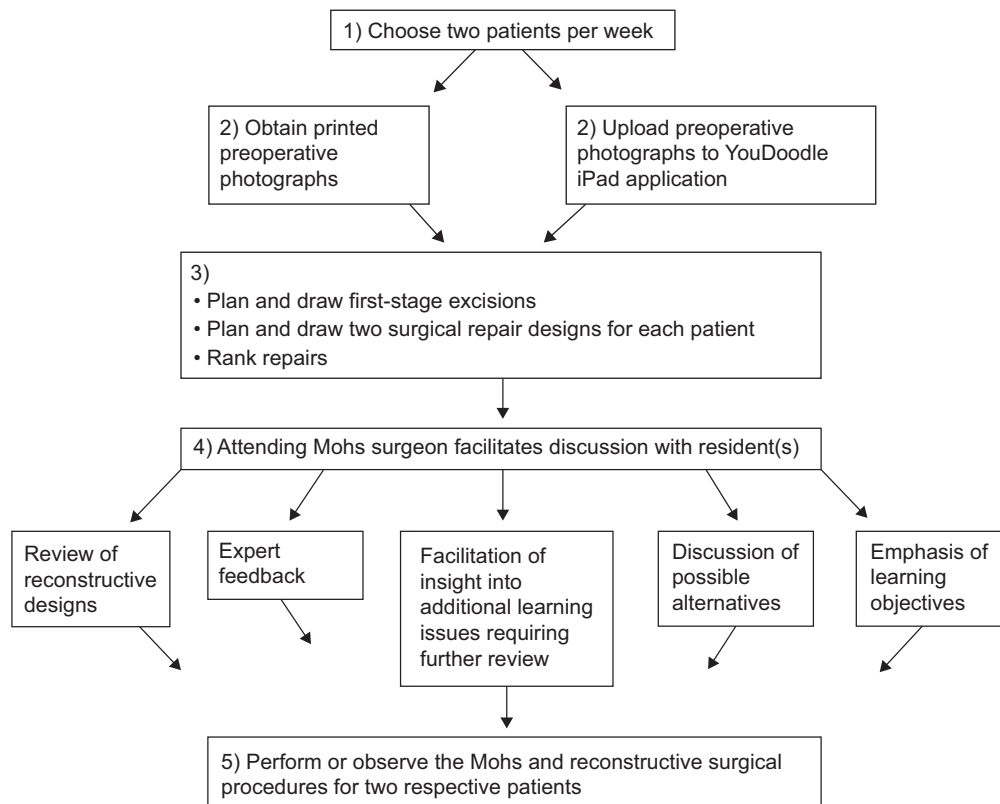 1) Choose two patients per week
2) Obtain printed
preoperative
photographs
2) Upload preoperative
photographs to YouDoodle
iPad application
3)
• Plan and draw first-stage excisions
• Plan and draw two surgical repair designs for each patient
• Rank repairs
4) Attending Mohs surgeon facilitates discussion with resident(s)
Review of
reconstructive
designs
Expert
feedback
Facilitation of
insight into
additional learning
issues requiring
further review
Discussion of
possible
alternatives
Emphasis of
learning
objectives
5) Perform or observe the Mohs and reconstructive surgical
procedures for two respective patients